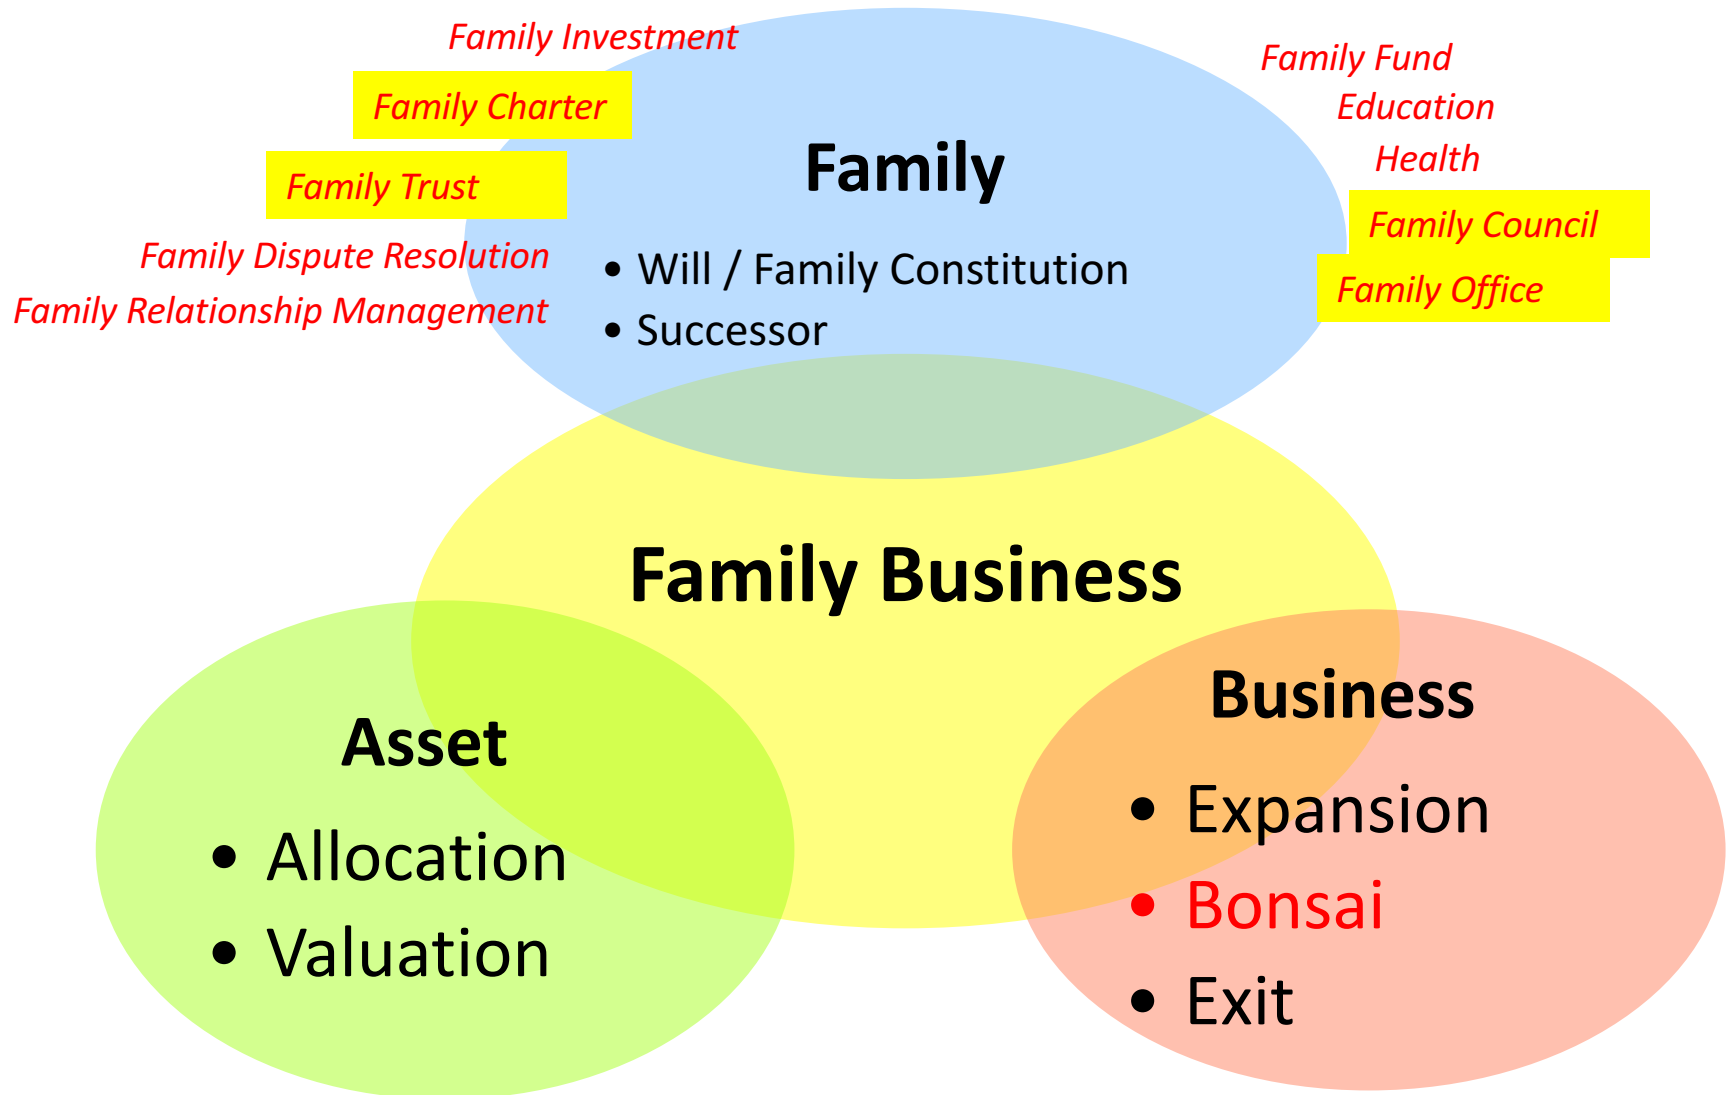 Family Investment
Family Charter
Family Trust
Family Dispute Resolution
Family Relationship Management
Family Fund
Education
Health
Family Council
Family Office
Family
• Will / Family Constitution
• Successor
Family Business
Asset
• Allocation
• Valuation
Business
• Expansion
• Bonsai
• Exit